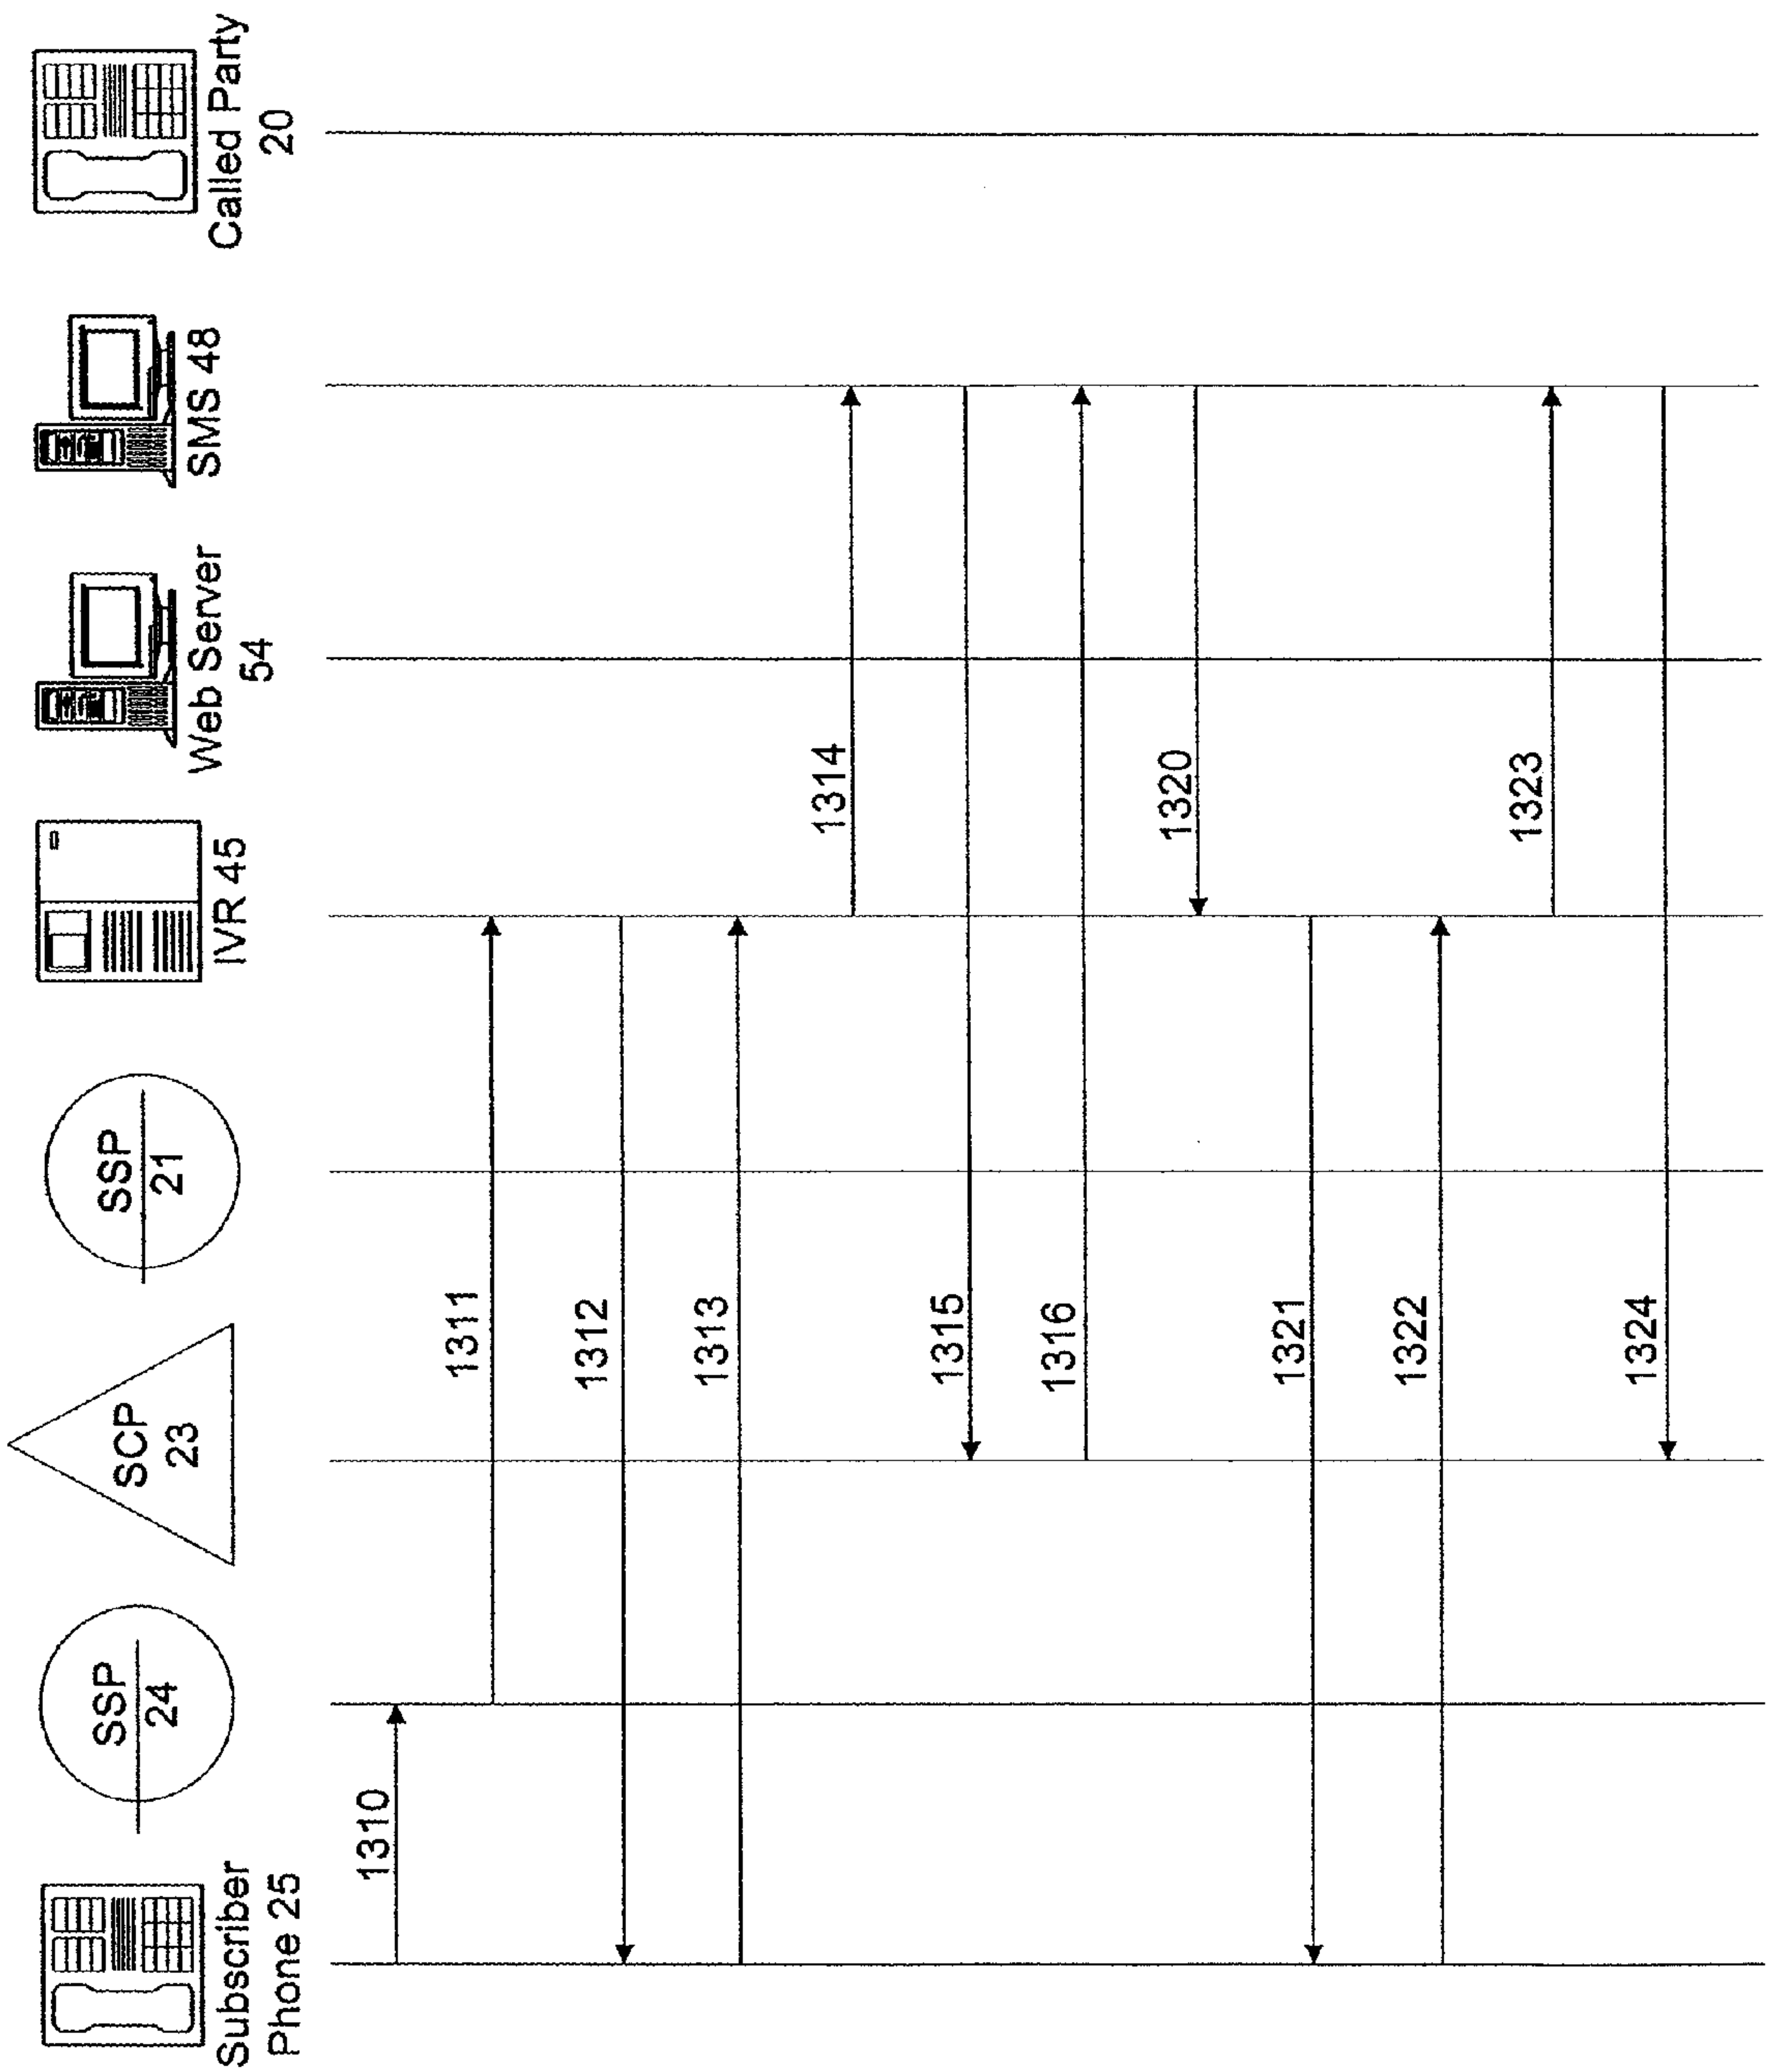 Subscriber
Phone 25
SSP
24
SCP
23
SSP
21
IVR 45
Web Server
54
SMS 48
Called Party
20
1310
1311
1312
1313
1314
1315
1316
1320
1321
1322
1323
1324